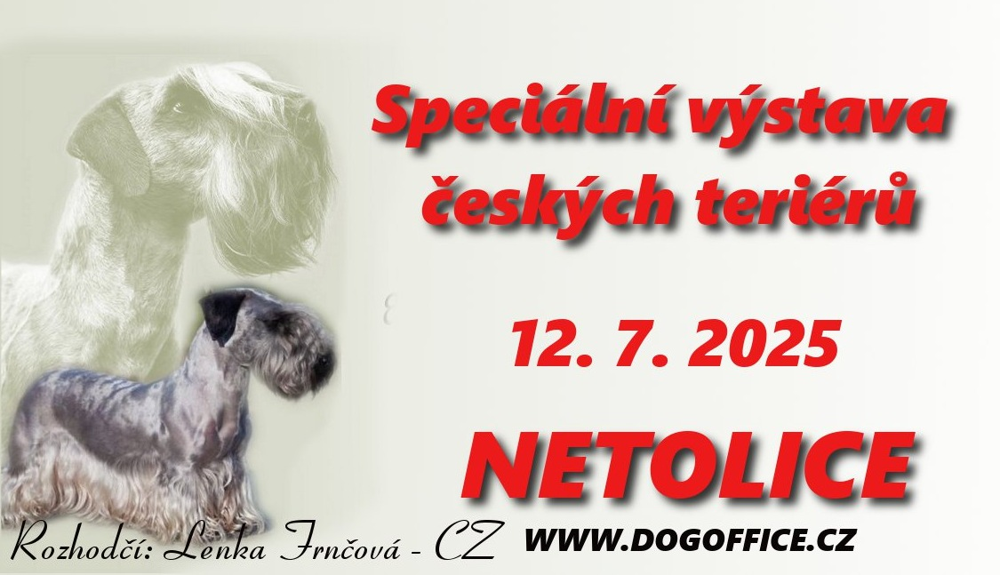 Speciální výstava
českých teriérů
12. 7. 2025
NETOLICE
Rozhodčí: Lenka Frnčová - CZ
WWW.DOGOFFICE.CZ